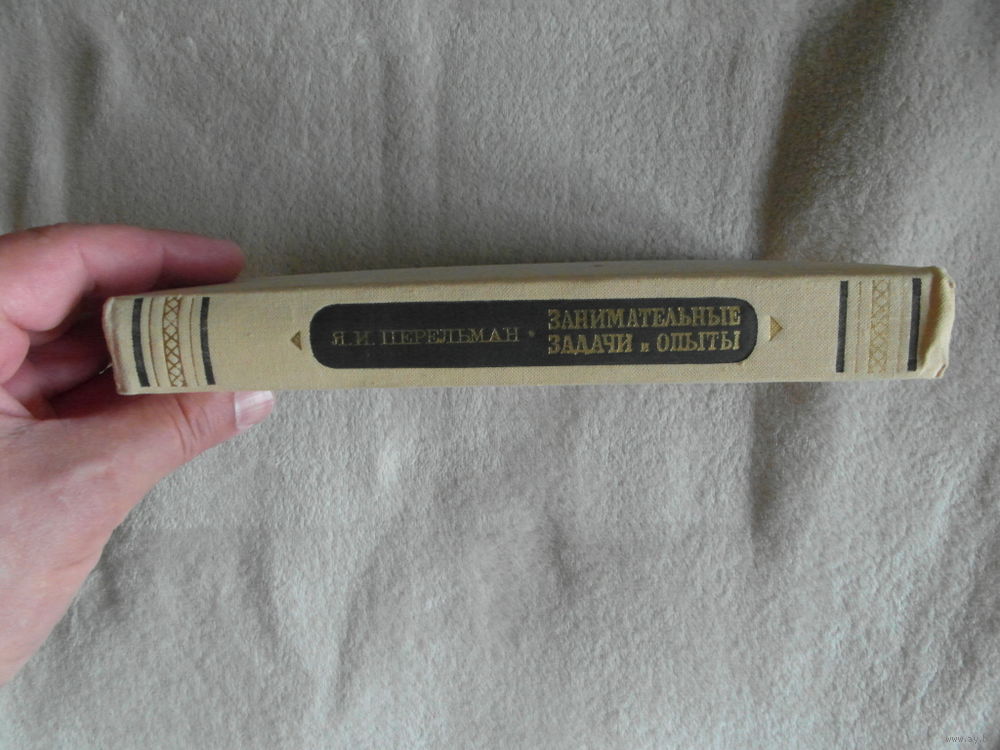 Я. И. ПЕРЕЛЬМАН •
ЗАНИМАТЕЛЬНЫЕ
ЗАДАЧИ и ОПЫТЫ